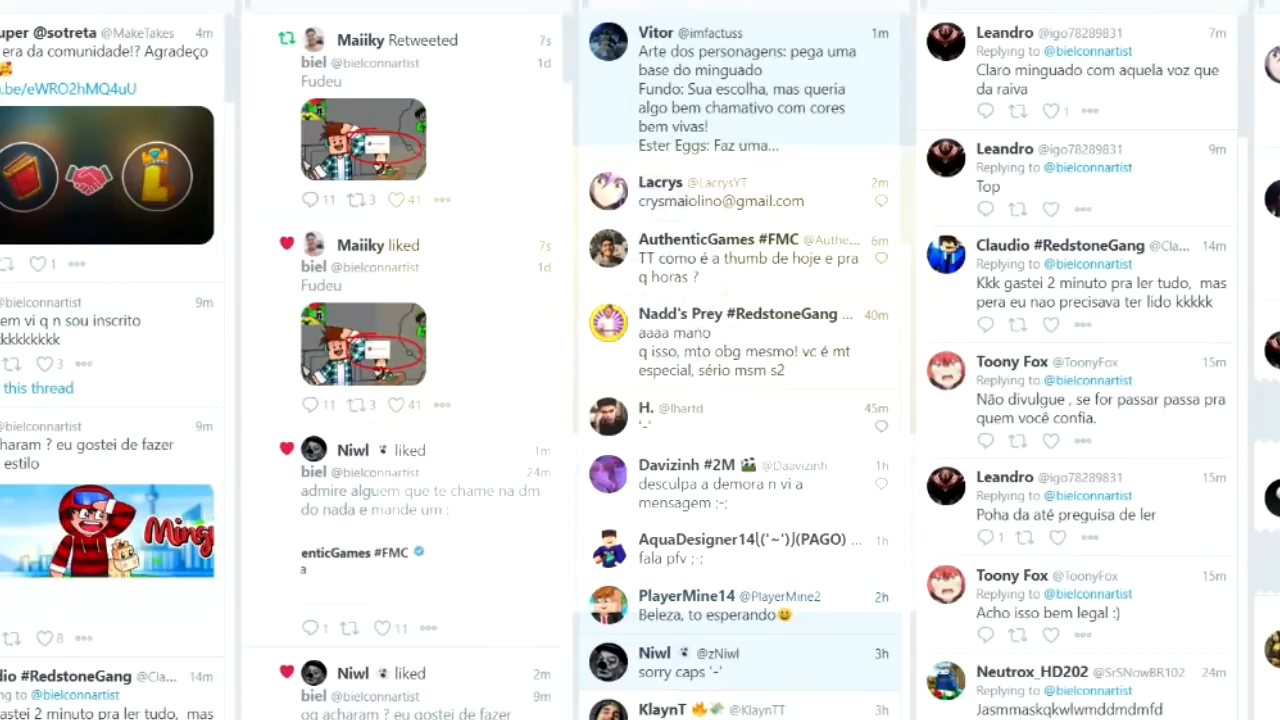 uper @sotreta @MakeTakes 4m
era da comunidade!? Agradeço
.be/eWRO2hMQ4uU
L
1
@bielconnartist 9m
em vi q n sou inscrito
kkkkkkkkkk
3
this thread
9m
haram ? eu gostei de fazer
estilo
Ming
8
dio #RedstoneGang @Cla... 14m
ng to @bielconnartist
astei 2 minuto pra ler tudo, mas
Maiiky Retweeted 7s
biel @bielconnartist 1d
Fudeu
11 3 41
Maiiky liked 7s
biel @bielconnartist 1d
Fudeu
11 3 41
Niwl liked 1m
biel @bielconnartist 24m
admire alguem que te chame na dm
do nada e mande um :
enticGames #FMC
a
1 11
Niwl liked 2m
biel @bielconnartist 9m
oq acharam ? eu gostei de fazer
Vitor @imfactuss 1m
Arte dos personagens: pega uma
base do minguado
Fundo: Sua escolha, mas queria
algo bem chamativo com cores
bem vivas!
Ester Eggs: Faz uma...
Lacrys @LacrysYT 2m
crysmaiolino@gmail.com
AuthenticGames #FMC @Authe... 6m
TT como é a thumb de hoje e pra
q horas ?
Nadd's Prey #RedstoneGang ... 40m
aaaa mano
q isso, mto obg mesmo! vc é mt
especial, sério msm s2
H. @lhartd 45m
'-'
Davizinh #2M 🎬 @Daavizinh 1h
desculpa a demora n vi a
mensagem ;-;
AquaDesigner14⎩('~')⎭(PAGO) ... 1h
fala pfv ;-;
PlayerMine14 @PlayerMine2 2h
Beleza, to esperando😀
Niwl @zNiwl 3h
sorry caps '-'
KlaynT 🔥💸 @KlaynTT 3h
Leandro @igo78289831 7m
Replying to @bielconnartist
Claro minguado com aquela voz que
da raiva
1
Leandro @igo78289831 9m
Replying to @bielconnartist
Top
Claudio #RedstoneGang @Cla... 14m
Replying to @bielconnartist
Kkk gastei 2 minuto pra ler tudo, mas
pera eu nao precisava ter lido kkkkk
Toony Fox @ToonyFox 15m
Replying to @bielconnartist
Não divulgue , se for passar passa pra
quem você confia.
Leandro @igo78289831 15m
Replying to @bielconnartist
Poha da até preguisa de ler
1
Toony Fox @ToonyFox 15m
Replying to @bielconnartist
Acho isso bem legal :)
Neutrox_HD202 @SrSNowBR102 24m
Replying to @bielconnartist
Jasmmaskqkwlwmddmdmfd